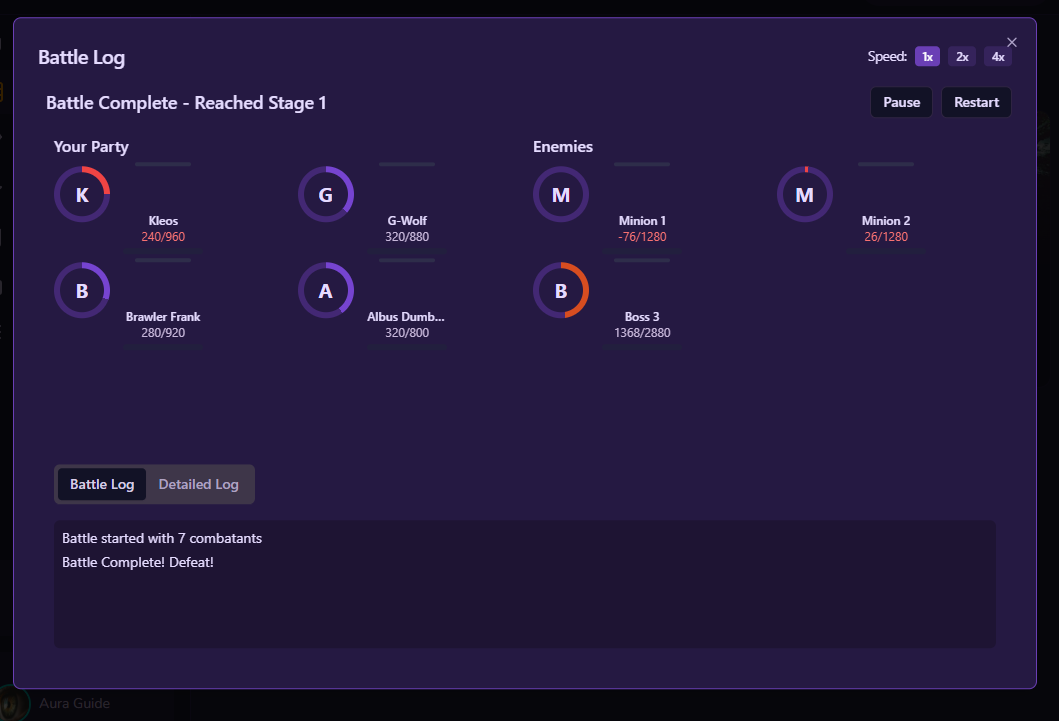 Battle Log
Speed: 1x 2x 4x
Battle Complete - Reached Stage 1
Pause Restart
Your Party
Enemies
K
Kleos
240/960
G
G-Wolf
320/880
M
Minion 1
-76/1280
M
Minion 2
26/1280
B
Brawler Frank
280/920
A
Albus Dumb...
320/800
B
Boss 3
1368/2880
Battle Log Detailed Log
Battle started with 7 combatants
Battle Complete! Defeat!
Aura Guide